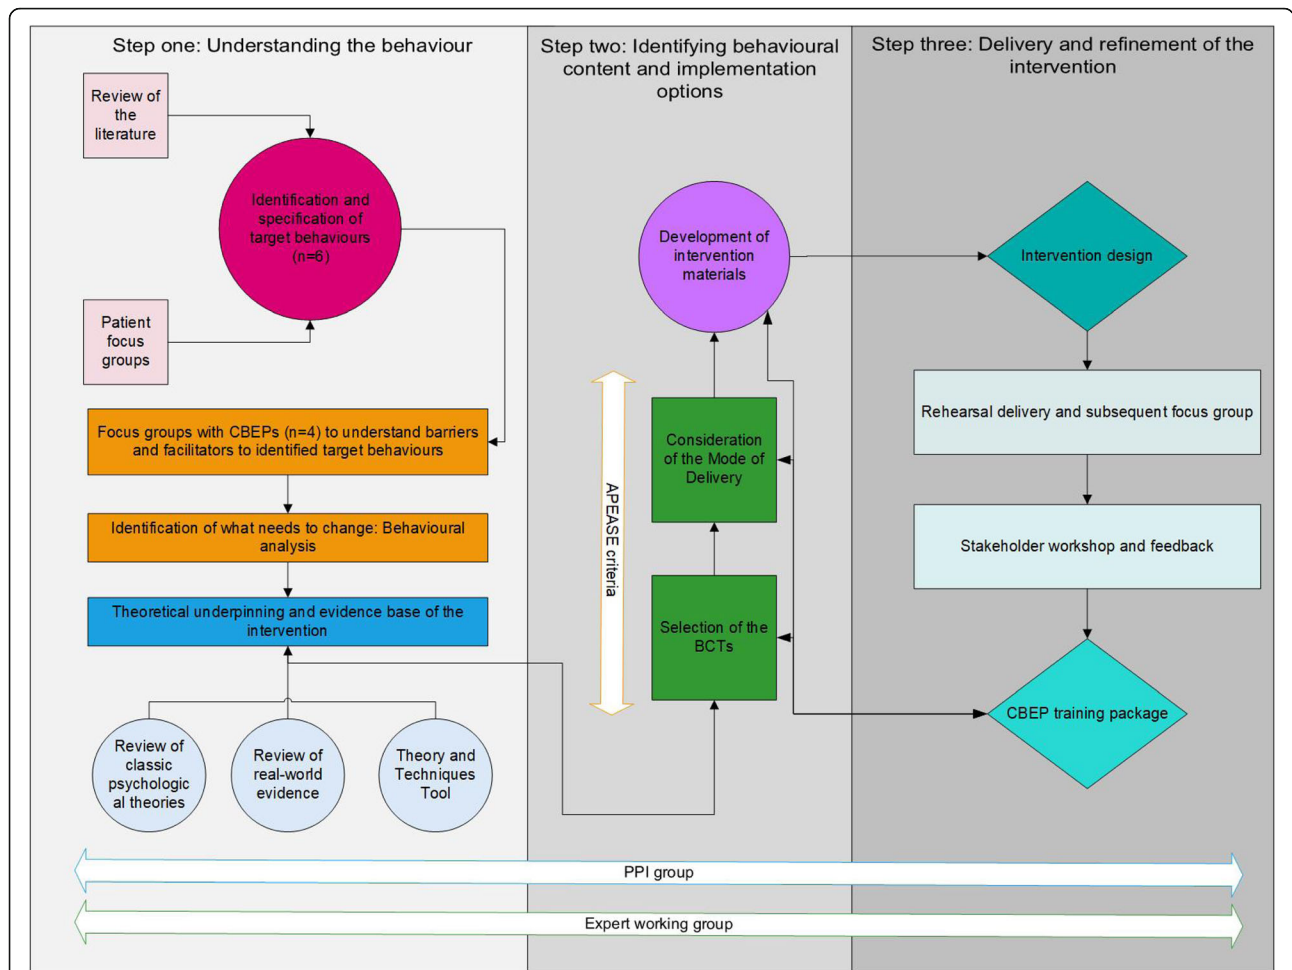 Step one: Understanding the behaviour
Review of
the
literature
Identification and
specification of
target behaviours
(n=6)
Patient
focus
groups
Focus groups with CBEPs (n=4) to understand barriers
and facilitators to identified target behaviours
Identification of what needs to change: Behavioural
analysis
Theoretical underpinning and evidence base of the
intervention
Review of
classic
psychologic
al theories
Review of
real-world
evidence
Theory and
Techniques
Tool
Step two: Identifying behavioural
content and implementation
options
Development of
intervention
materials
APEASE criteria
Consideration
of the Mode of
Delivery
Selection of the
BCTs
Step three: Delivery and refinement of the
intervention
Intervention design
Rehearsal delivery and subsequent focus group
Stakeholder workshop and feedback
CBEP training package
PPI group
Expert working group